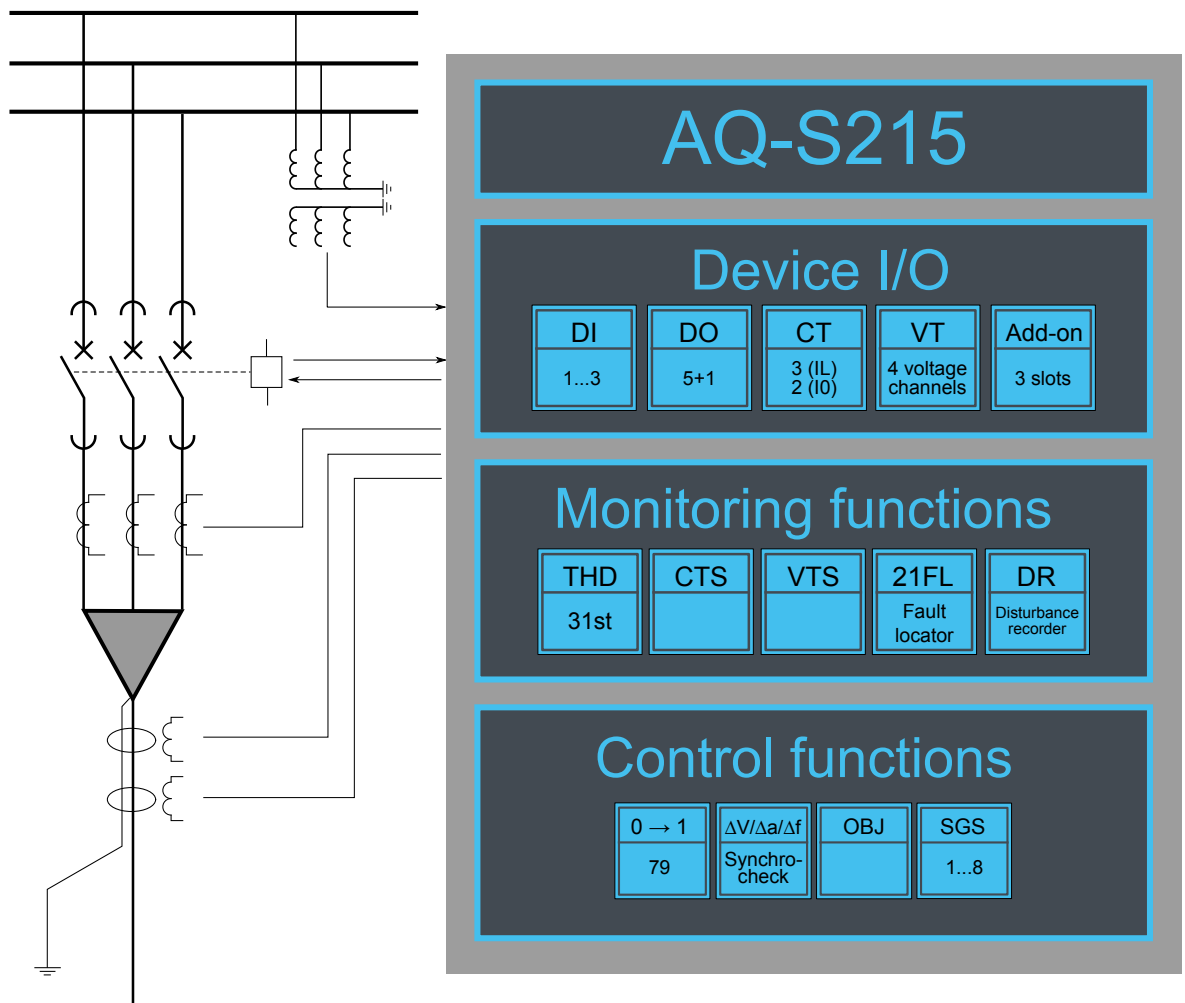 AQ-S215
Device I/O
DI
1...3
DO
5+1
CT
3 (IL)
2 (I0)
VT
4 voltage
channels
Add-on
3 slots
Monitoring functions
THD
31st
CTS
VTS
21FL
Fault
locator
DR
Disturbance
recorder
Control functions
0 → 1
79
ΔV/Δa/Δf
Synchro-
check
OBJ
SGS
1...8